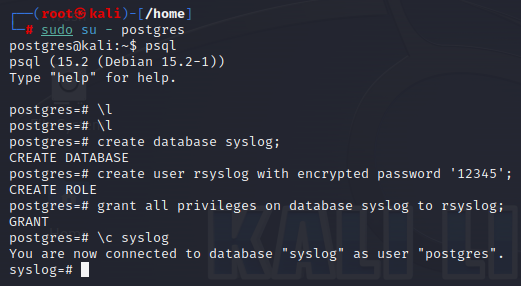 ┌──(root㉿kali)-[/home]
└─# sudo su - postgres
postgres@kali:~$ psql
psql (15.2 (Debian 15.2-1))
Type "help" for help.

postgres=# \l
postgres=# \l
postgres=# create database syslog;
CREATE DATABASE
postgres=# create user rsyslog with encrypted password '12345';
CREATE ROLE
postgres=# grant all privileges on database syslog to rsyslog;
GRANT
postgres=# \c syslog
You are now connected to database "syslog" as user "postgres".
syslog=#
KALI LI